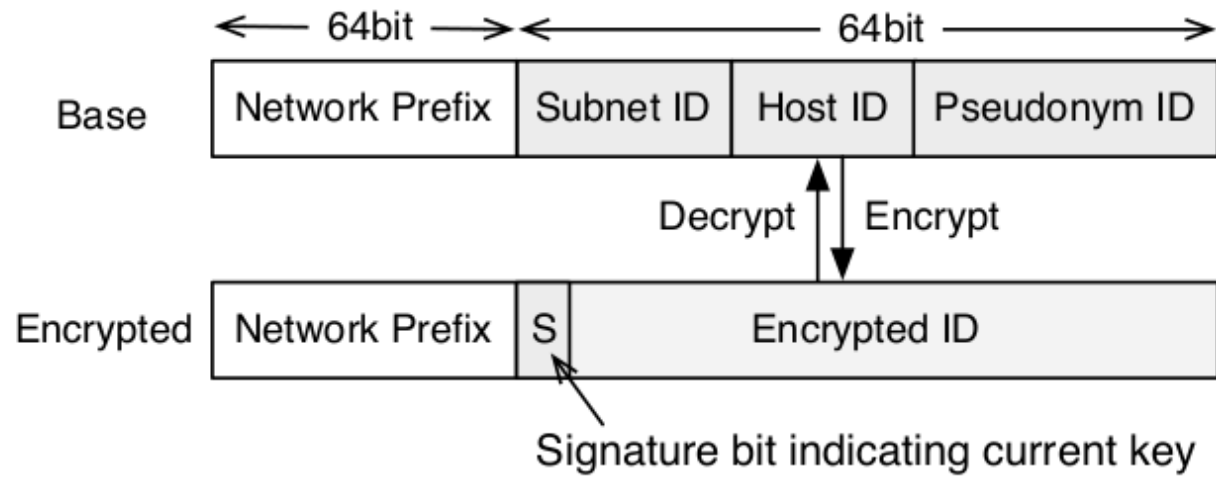 64bit 64bit
Base Network Prefix Subnet ID Host ID Pseudonym ID
Decrypt Encrypt
Encrypted Network Prefix S Encrypted ID
Signature bit indicating current key